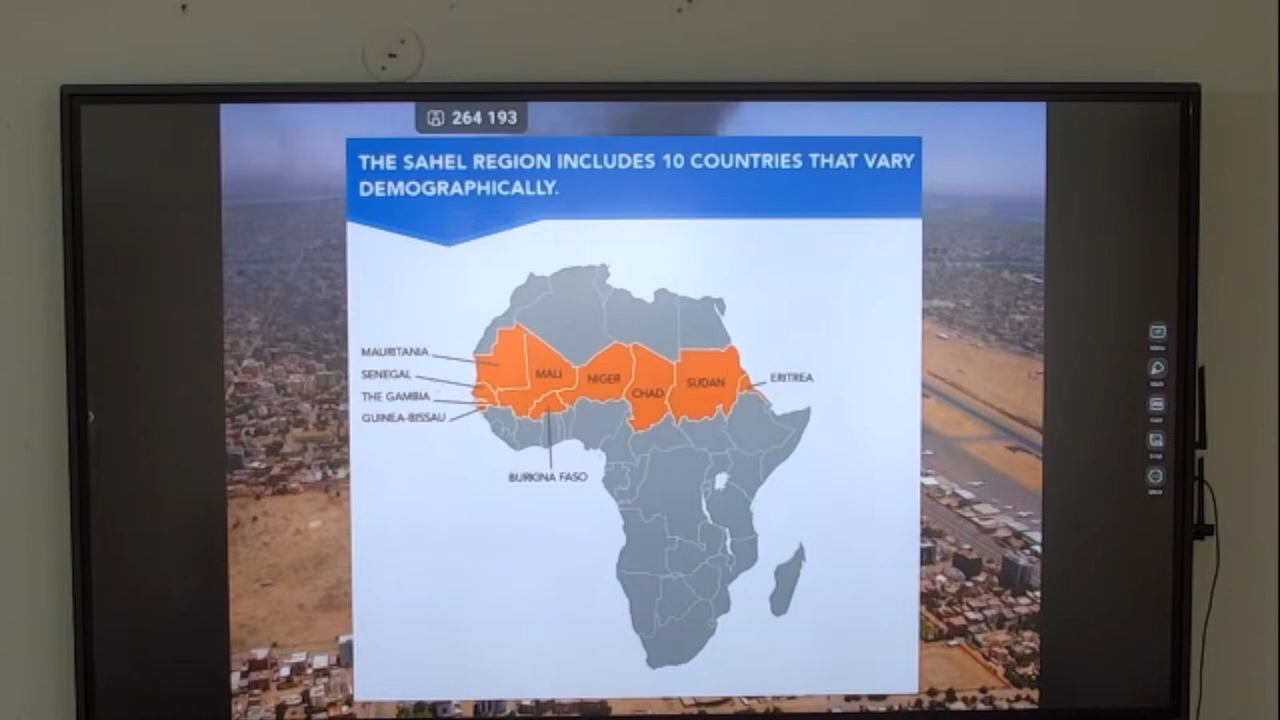 264 193
THE SAHEL REGION INCLUDES 10 COUNTRIES THAT VARY
DEMOGRAPHICALLY.
MAURITANIA
SENEGAL
THE GAMBIA
GUINEA-BISSAU
MALI
NIGER
CHAD
SUDAN
ERITREA
BURKINA FASO